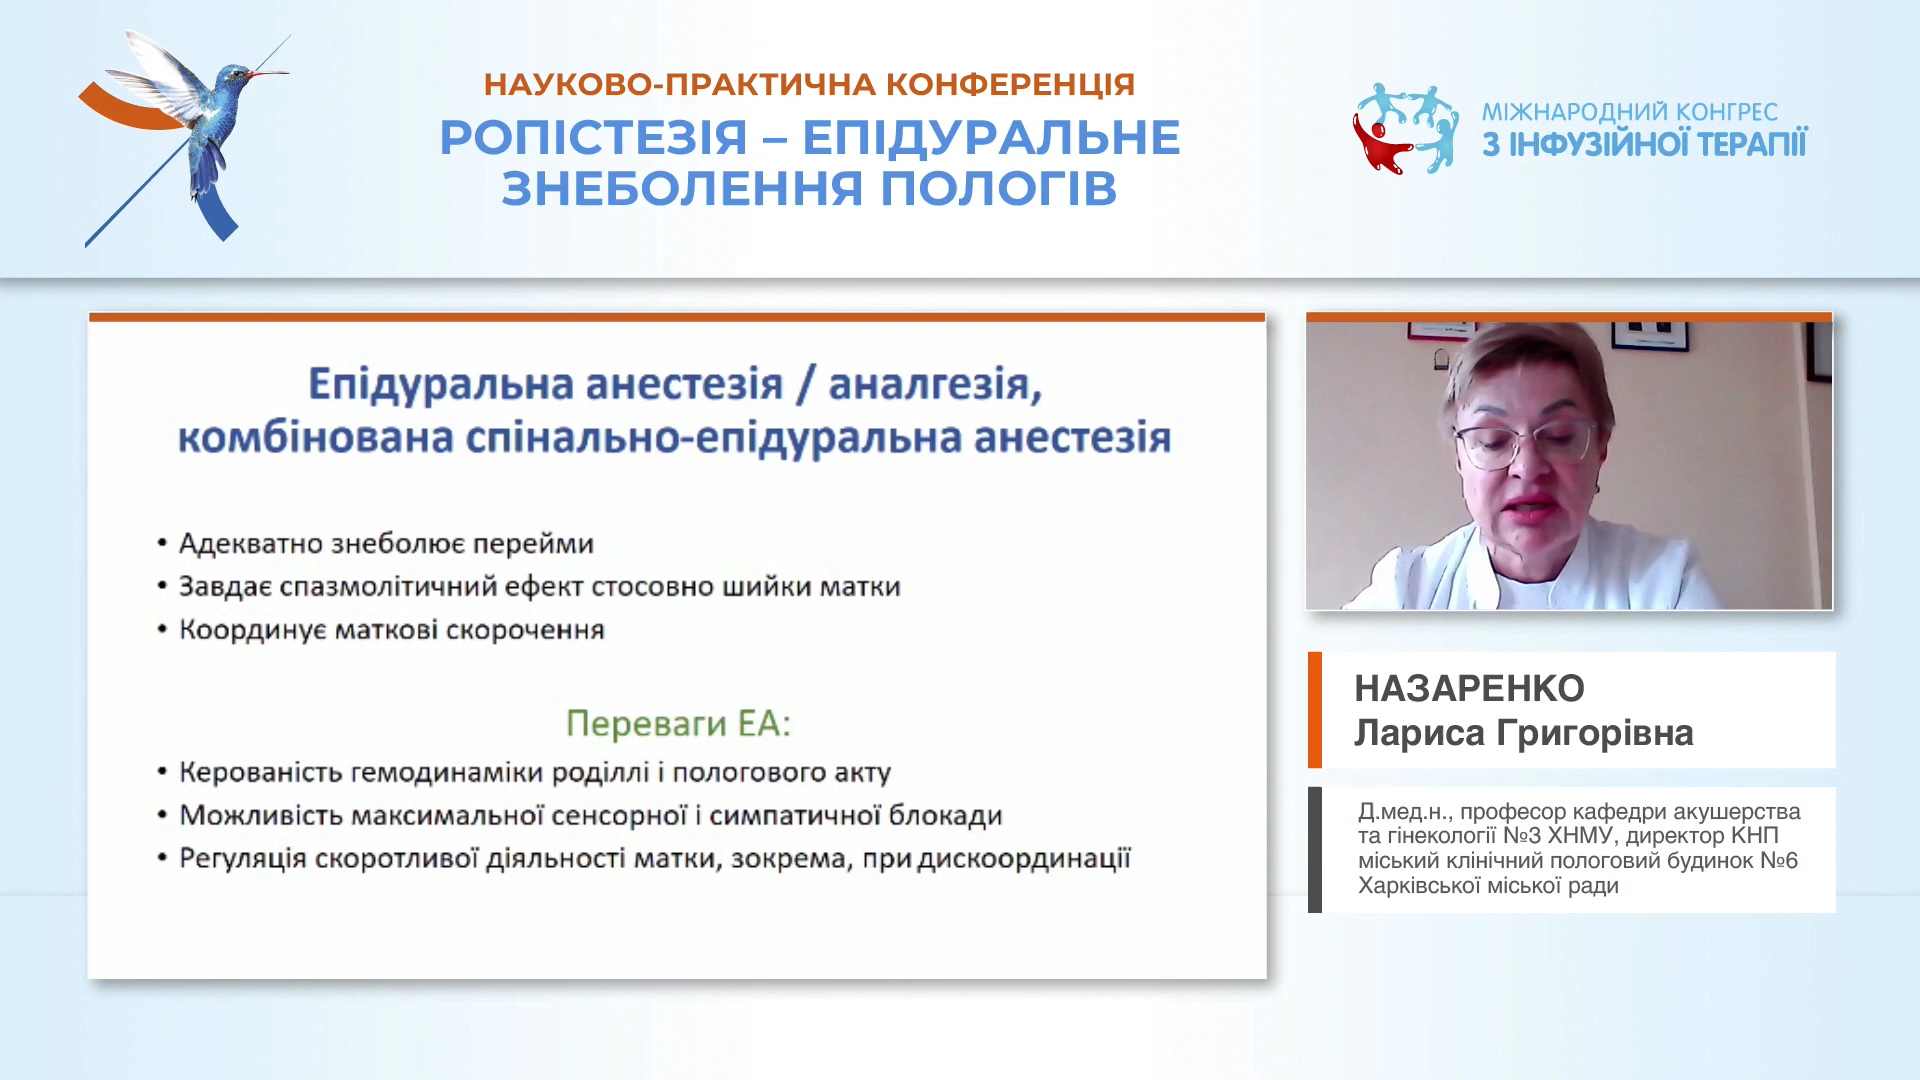 НАУКОВО-ПРАКТИЧНА КОНФЕРЕНЦІЯ
РОПІСТЕЗІЯ – ЕПІДУРАЛЬНЕ
ЗНЕБОЛЕННЯ ПОЛОГІВ
МІЖНАРОДНИЙ КОНГРЕС
З ІНФУЗІЙНОЇ ТЕРАПІЇ
Епідуральна анестезія / аналгезія,
комбінована спінально-епідуральна анестезія
• Адекватно знеболює перейми
• Завдає спазмолітичний ефект стосовно шийки матки
• Координує маткові скорочення
Переваги ЕА:
• Керованість гемодинаміки роділлі і пологового акту
• Можливість максимальної сенсорної і симпатичної блокади
• Регуляція скоротливої діяльності матки, зокрема, при дискоординації
НАЗАРЕНКО
Лариса Григорівна
Д.мед.н., професор кафедри акушерства
та гінекології №3 ХНМУ, директор КНП
міський клінічний пологовий будинок №6
Харківської міської ради